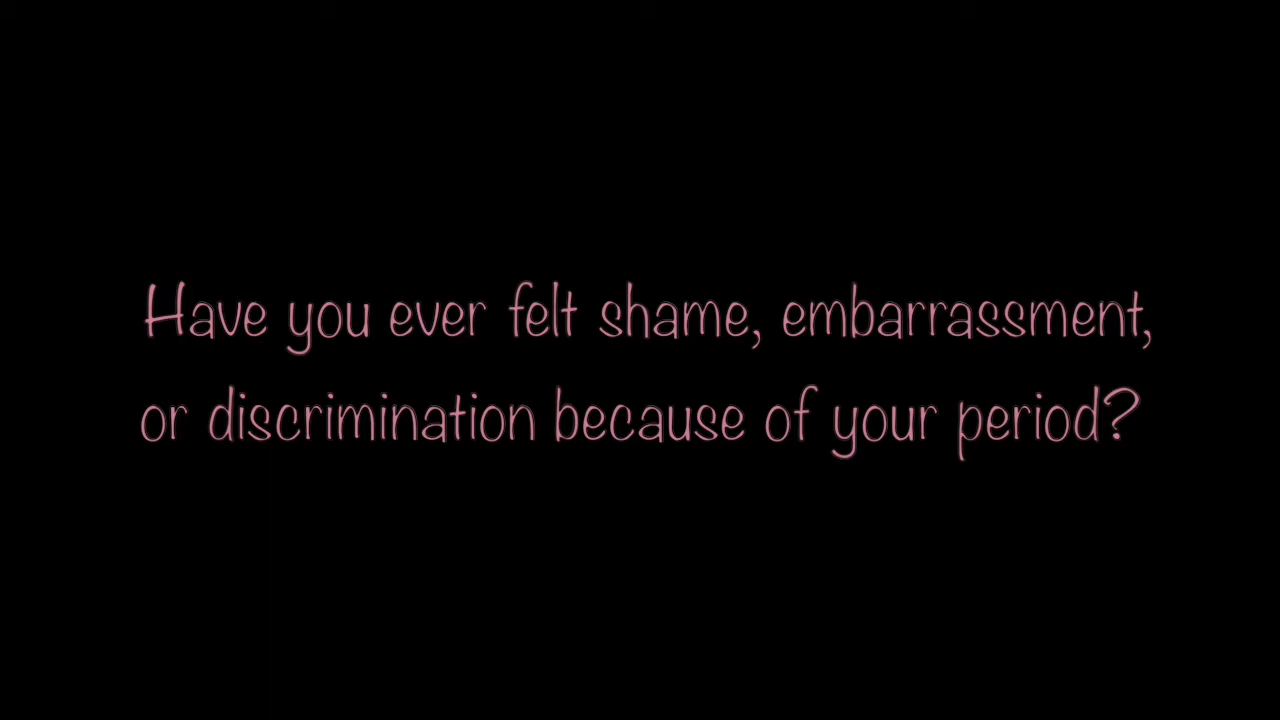 Have you ever felt shame, embarrassment,
or discrimination because of your period?